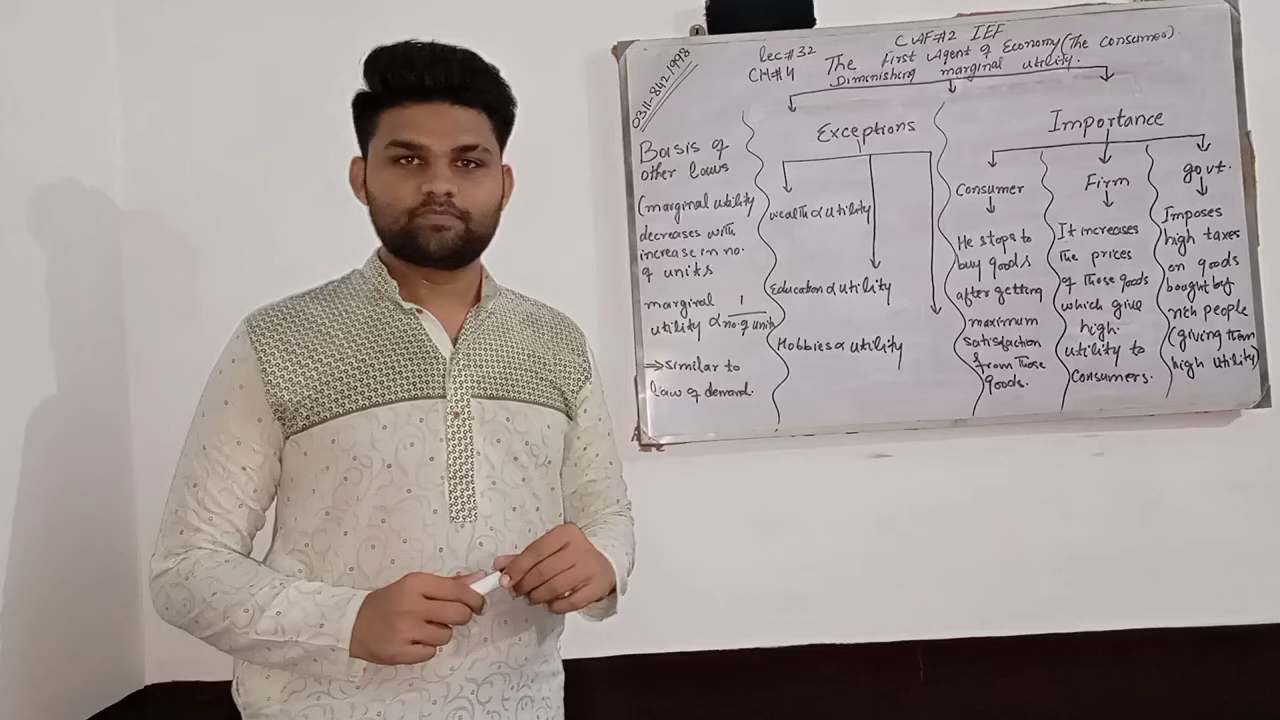 0311-8421998
Lec#32
CAF#2 IEF
CH#4
The First Agent of Economy (The Consumer)
Diminishing marginal utility.
Basis of
other laws
(marginal utility
decreases with
increase in no.
of units
marginal
utility ∝ 1/no. of units
⇒ similar to
law of demand.
Exceptions
wealth ∝ utility
Education ∝ utility
Hobbies ∝ utility
Importance
Consumer
He stops to
buy goods
after getting
maximum
satisfaction
from those
goods.
Firm
It increases
the prices
of those goods
which give
high
utility to
consumers.
govt.
Imposes
high taxes
on goods
bought by
rich people
(giving them
high utility)